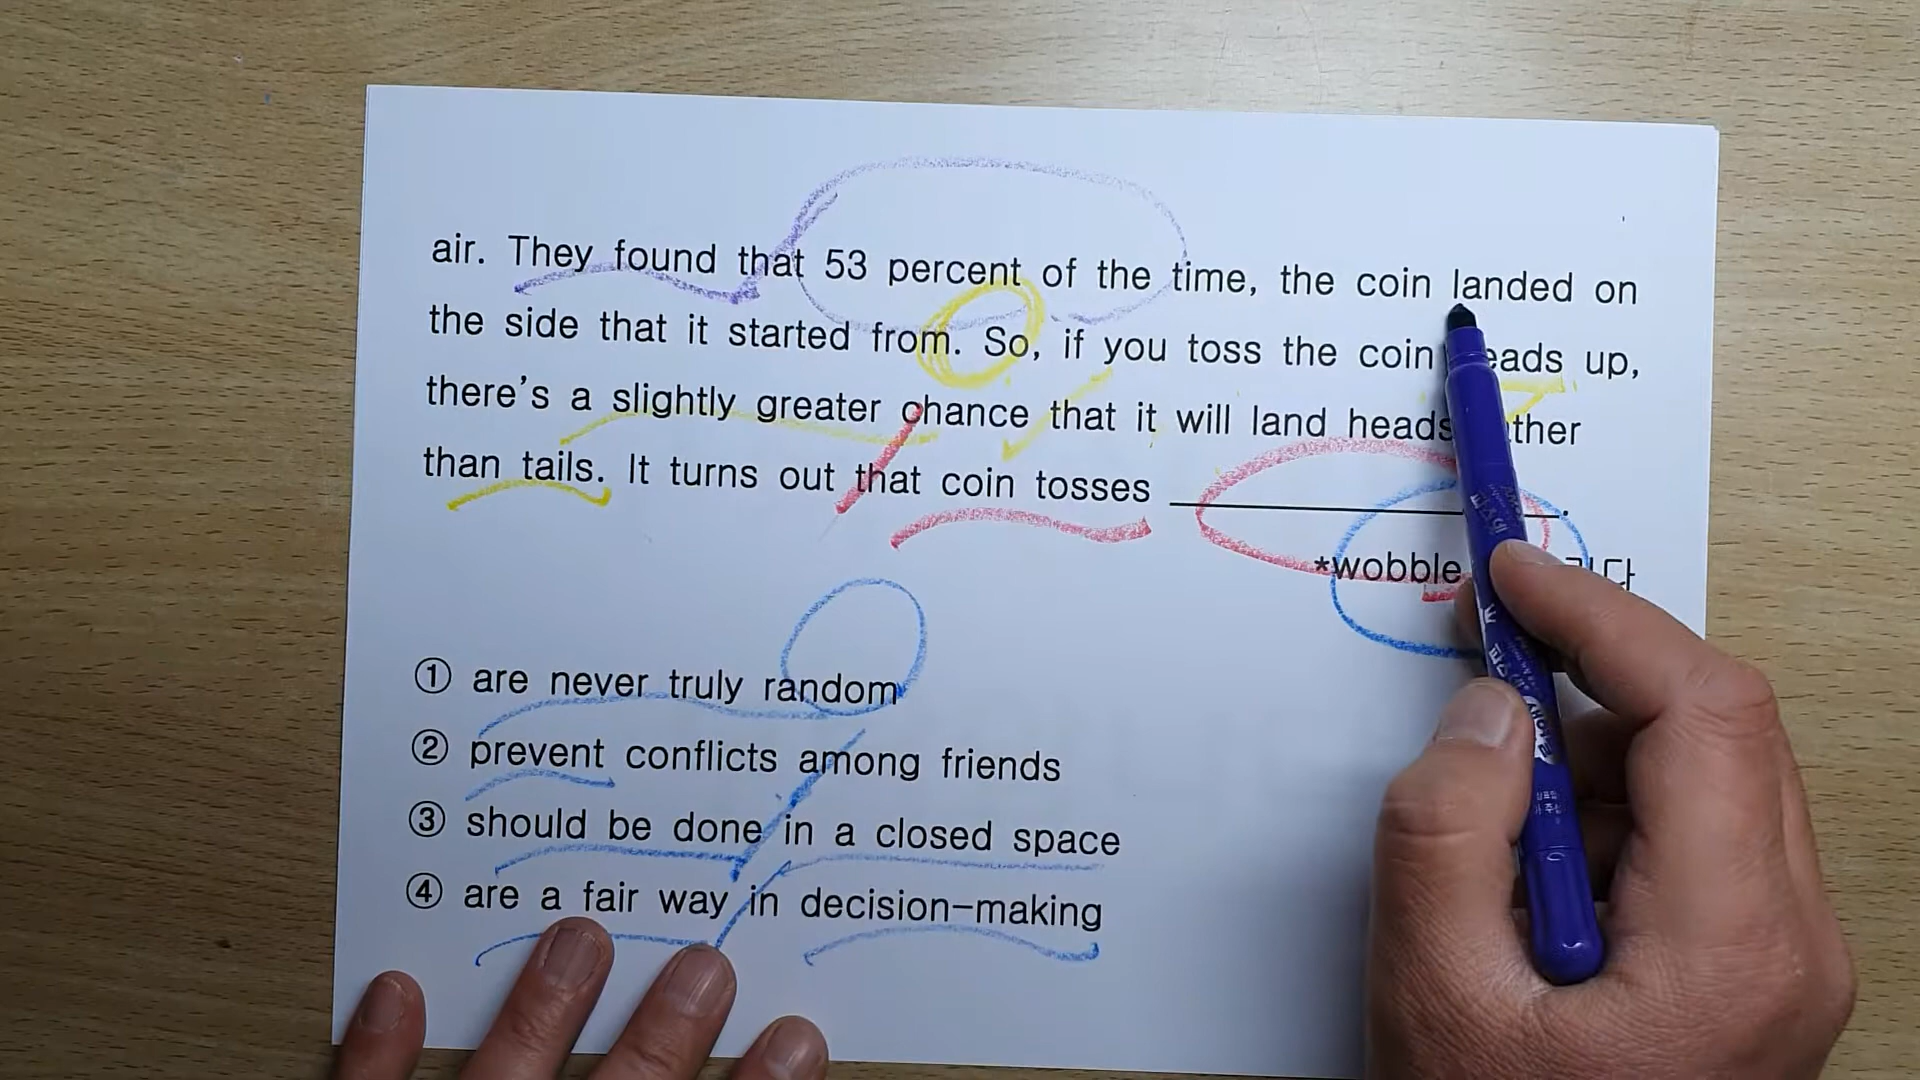 air. They found that 53 percent of the time, the coin landed on
the side that it started from. So, if you toss the coin up,
there's a slightly greater chance that it will land heads
than tails. It turns out that coin tosses ___.
*wobble
① are never truly random
② prevent conflicts among friends
③ should be done in a closed space
④ are a fair way in decision-making